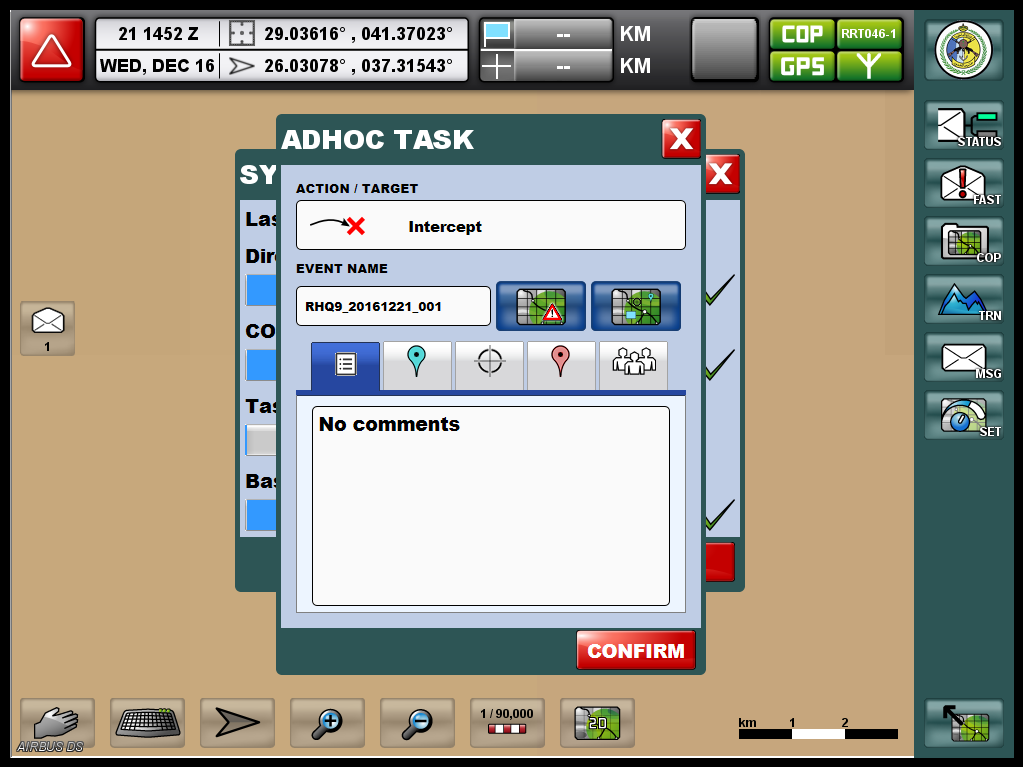 21 1452 Z
29.03616° , 041.37023°
--
KM
COP
RRT046-1
WED, DEC 16
26.03078° , 037.31543°
--
KM
GPS
ADHOC TASK
X
SY
X
ACTION / TARGET
Intercept
EVENT NAME
RHQ9_20161221_001
No comments
CONFIRM
Las
Dir
CO
Tas
Bas
1
STATUS
FAST
COP
TRN
MSG
SET
AIRBUS DS
1 / 90,000
2D
km 1 2